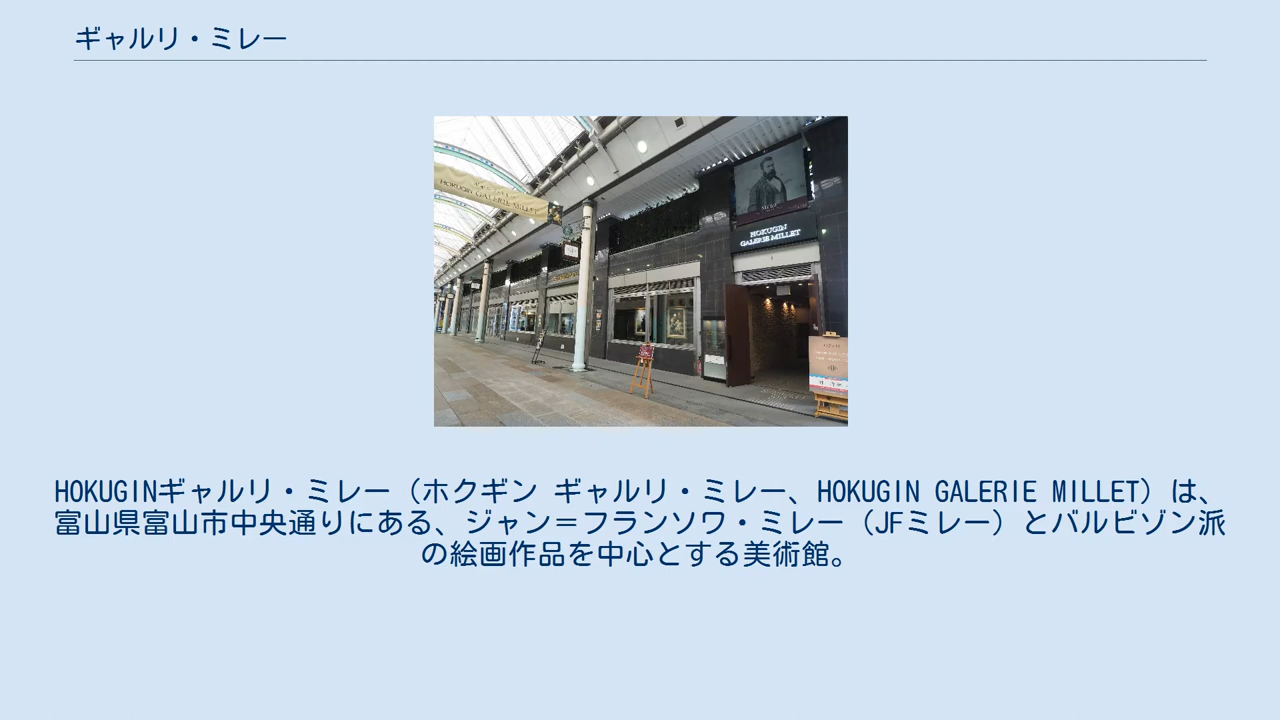 ギャルリ・ミレー
HOKUGIN GALERIE MILLET
HOKUGIN
GALERIE MILLET
HOKUGINギャルリ・ミレー（ホクギン ギャルリ・ミレー、HOKUGIN GALERIE MILLET）は、
富山県富山市中央通りにある、ジャン＝フランソワ・ミレー（JFミレー）とバルビゾン派
の絵画作品を中心とする美術館。